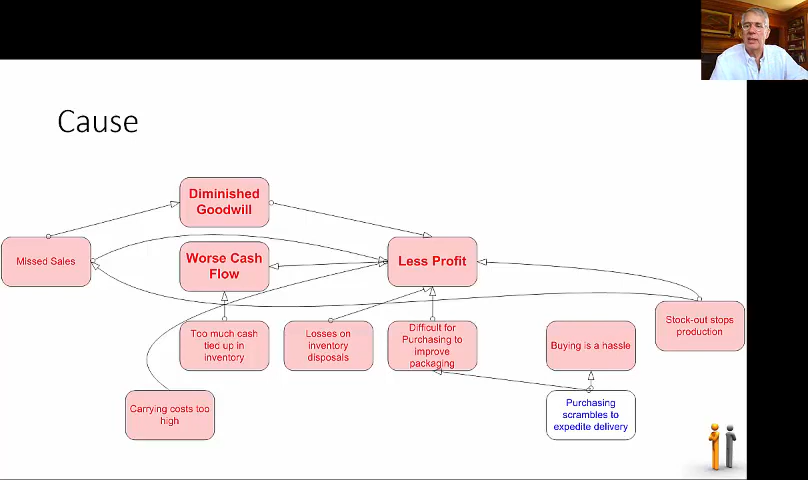 Cause
Diminished
Goodwill
Missed Sales
Worse Cash
Flow
Less Profit
Too much cash
tied up in
inventory
Losses on
inventory
disposals
Difficult for
Purchasing to
improve
packaging
Buying is a hassle
Stock-out stops
production
Carrying costs too
high
Purchasing
scrambles to
expedite delivery